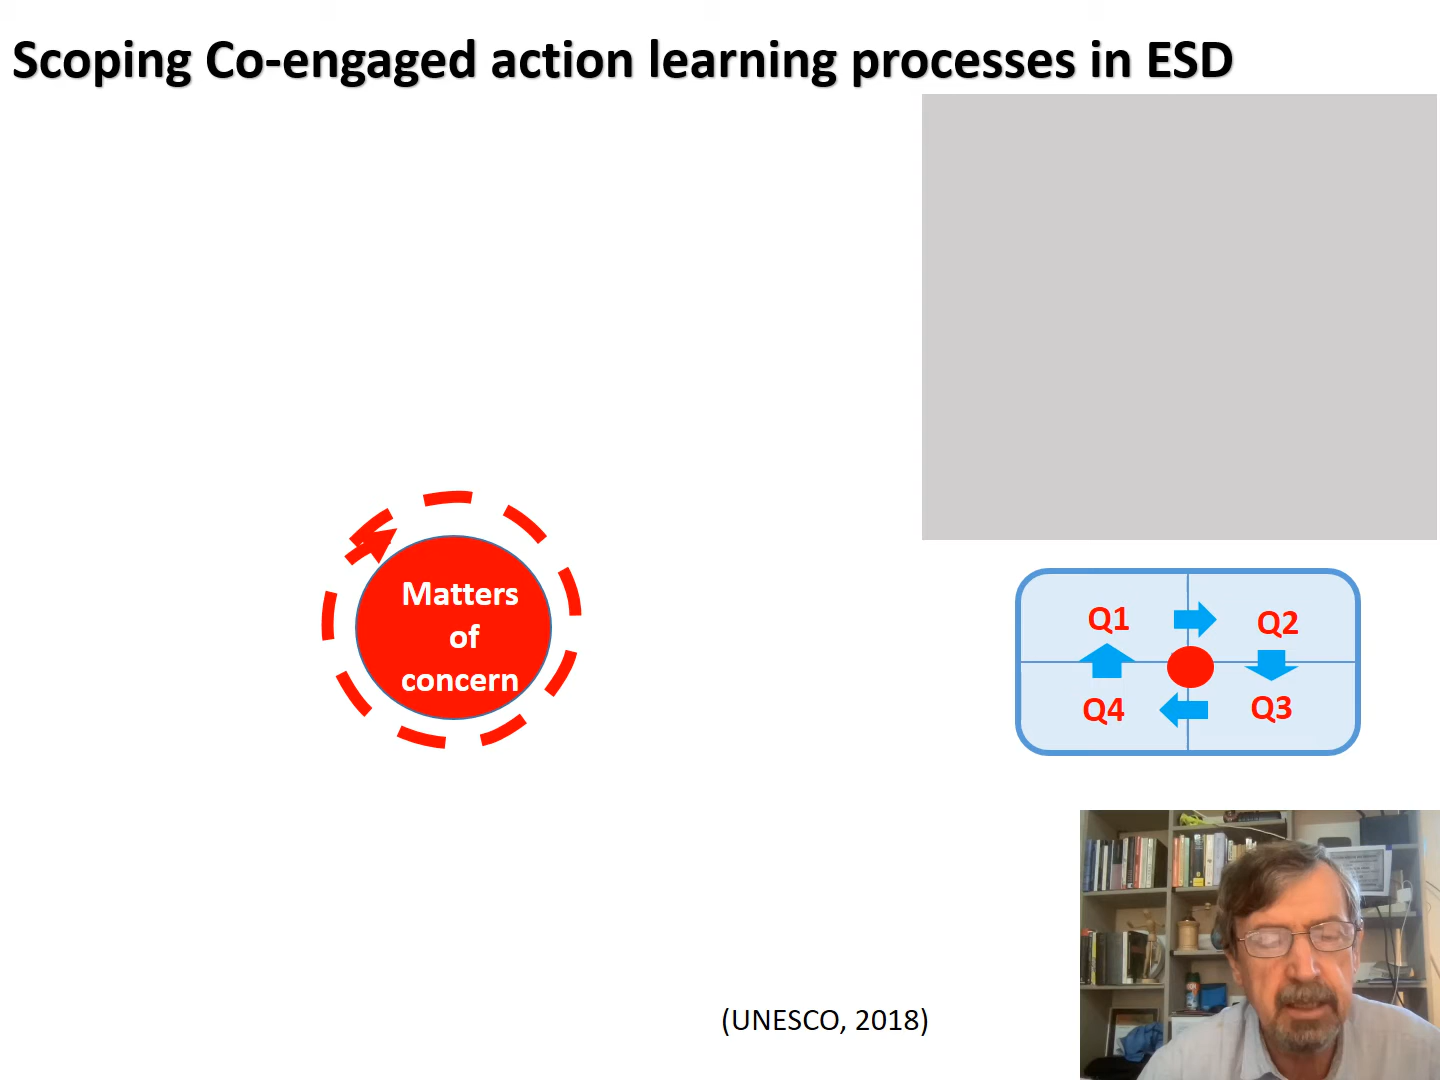 Scoping Co-engaged action learning processes in ESD
Matters
of
concern
Q1
Q2
Q4
Q3
(UNESCO, 2018)